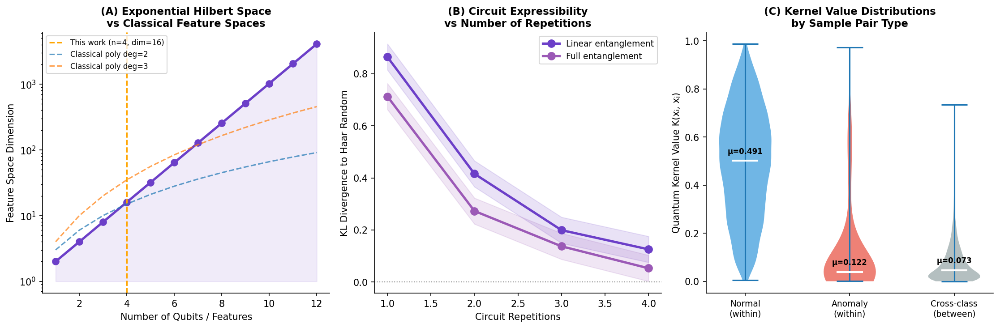 (A) Exponential Hilbert Space
vs Classical Feature Spaces
This work (n=4, dim=16)
Classical poly deg=2
Classical poly deg=3
Feature Space Dimension
10³
10²
10¹
10⁰
2 4 6 8 10 12
Number of Qubits / Features
(B) Circuit Expressibility
vs Number of Repetitions
Linear entanglement
Full entanglement
KL Divergence to Haar Random
0.8
0.6
0.4
0.2
0.0
1.0 1.5 2.0 2.5 3.0 3.5 4.0
Circuit Repetitions
(C) Kernel Value Distributions
by Sample Pair Type
Quantum Kernel Value K(xᵢ, xⱼ)
1.0
0.8
0.6
0.4
0.2
0.0
μ=0.491
μ=0.122
μ=0.073
Normal
(within)
Anomaly
(within)
Cross-class
(between)